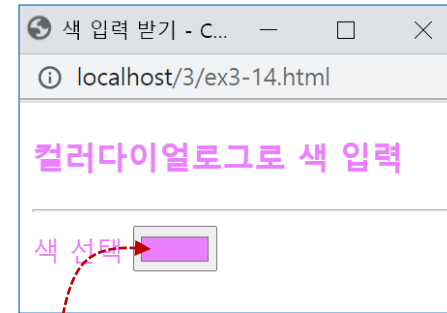 색 입력 받기 - C...
localhost/3/ex3-14.html
컬러다이얼로그로 색 입력
색 선택